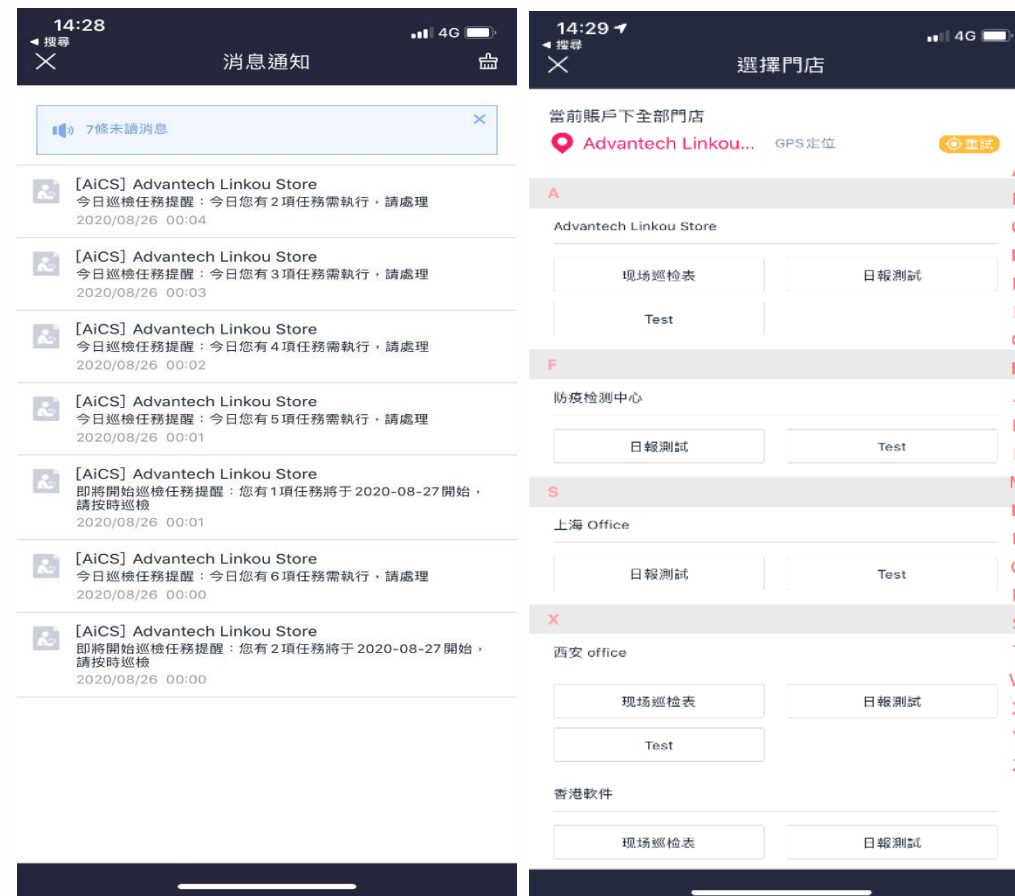 14:28
4G
◀ 搜尋
消息通知
7條未讀消息
[AiCS] Advantech Linkou Store
今日巡檢任務提醒：今日您有2項任務需執行，請處理
2020/08/26 00:04
[AiCS] Advantech Linkou Store
今日巡檢任務提醒：今日您有3項任務需執行，請處理
2020/08/26 00:03
[AiCS] Advantech Linkou Store
今日巡檢任務提醒：今日您有4項任務需執行，請處理
2020/08/26 00:02
[AiCS] Advantech Linkou Store
今日巡檢任務提醒：今日您有5項任務需執行，請處理
2020/08/26 00:01
[AiCS] Advantech Linkou Store
即將開始巡檢任務提醒：您有1項任務將于2020-08-27開始，
請按時巡檢
2020/08/26 00:01
[AiCS] Advantech Linkou Store
今日巡檢任務提醒：今日您有6項任務需執行，請處理
2020/08/26 00:00
[AiCS] Advantech Linkou Store
即將開始巡檢任務提醒：您有2項任務將于2020-08-27開始，
請按時巡檢
2020/08/26 00:00
14:29
4G
◀ 搜尋
選擇門店
當前賬戶下全部門店
Advantech Linkou... GPS定位 重試
A
Advantech Linkou Store
现场巡检表 日報測試
Test
F
防疫检测中心
日報測試 Test
S
上海 Office
日報測試 Test
X
西安 office
现场巡检表 日報測試
Test
香港軟件
现场巡检表 日報測試